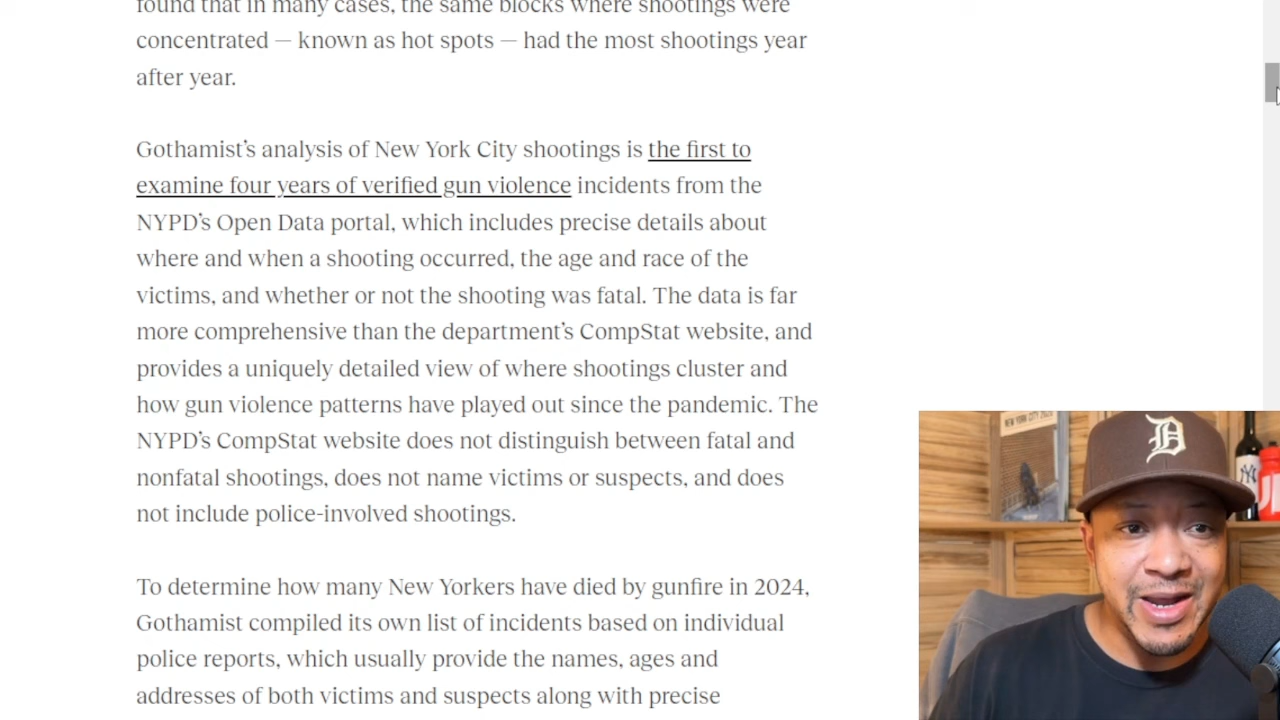 found that in many cases, the same blocks where shootings were
concentrated — known as hot spots — had the most shootings year
after year.
Gothamist’s analysis of New York City shootings is the first to
examine four years of verified gun violence incidents from the
NYPD’s Open Data portal, which includes precise details about
where and when a shooting occurred, the age and race of the
victims, and whether or not the shooting was fatal. The data is far
more comprehensive than the department’s CompStat website, and
provides a uniquely detailed view of where shootings cluster and
how gun violence patterns have played out since the pandemic. The
NYPD’s CompStat website does not distinguish between fatal and
nonfatal shootings, does not name victims or suspects, and does
not include police-involved shootings.
To determine how many New Yorkers have died by gunfire in 2024,
Gothamist compiled its own list of incidents based on individual
police reports, which usually provide the names, ages and
addresses of both victims and suspects along with precise
NEW YORK CITY
D
NY